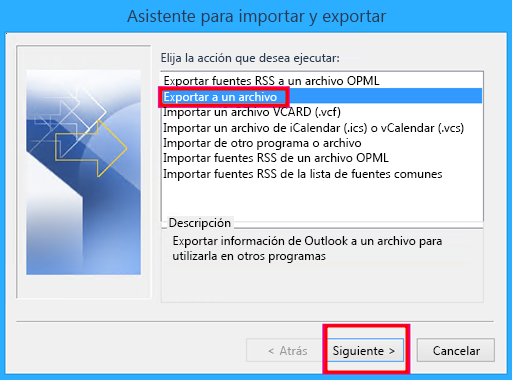 Asistente para importar y exportar
Elija la acción que desea ejecutar:
Exportar fuentes RSS a un archivo OPML
Exportar a un archivo
Importar un archivo VCARD (.vcf)
Importar un archivo de iCalendar (.ics) o vCalendar (.vcs)
Importar de otro programa o archivo
Importar fuentes RSS de un archivo OPML
Importar fuentes RSS de la lista de fuentes comunes
Descripción
Exportar información de Outlook a un archivo para
utilizarla en otros programas
< Atrás
Siguiente >
Cancelar